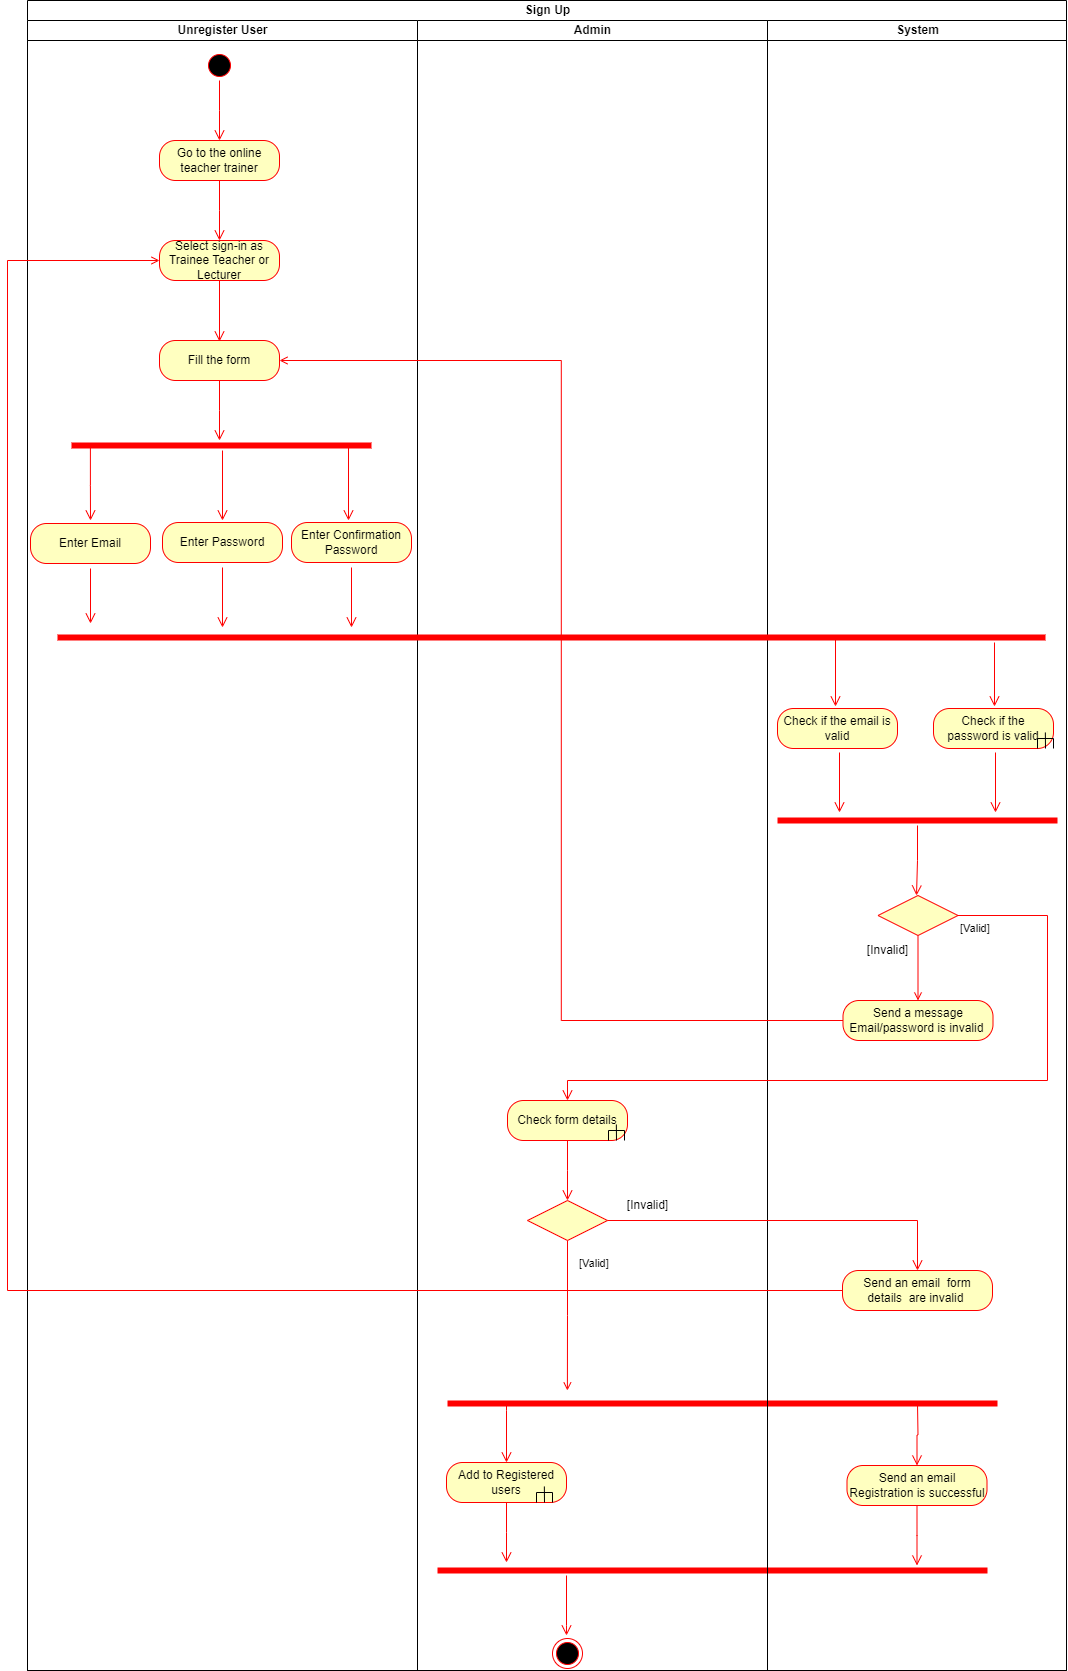 Sign Up
Unregister User
Admin
System
Go to the online
teacher trainer
Select sign-in as
Trainee Teacher or
Lecturer
Fill the form
Enter Email
Enter Password
Enter Confirmation
Password
Check if the email is
valid
Check if the
password is valid
[Valid]
[Invalid]
Send a message
Email/password is invalid
Check form details
[Invalid]
[Valid]
Send an email form
details are invalid
Add to Registered
users
Send an email
Registration is successful